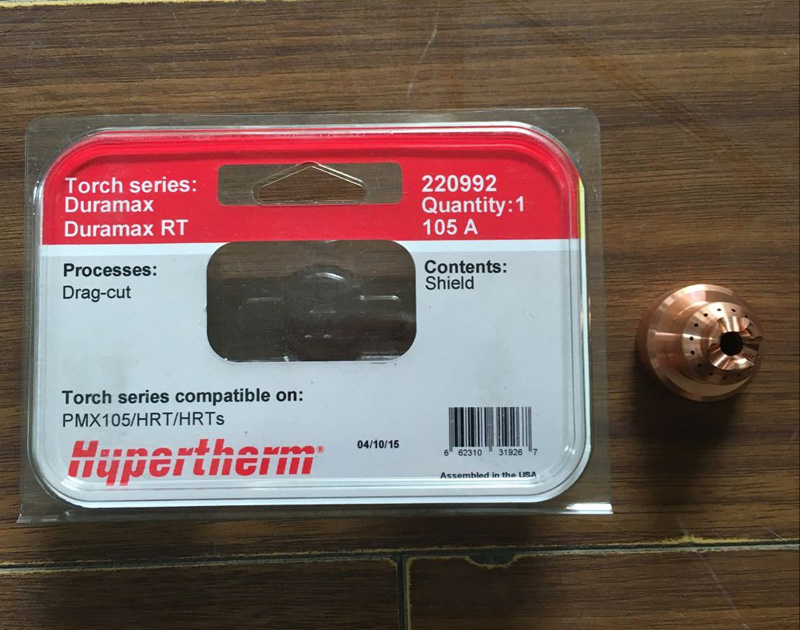 Torch series:
Duramax
Duramax RT
220992
Quantity:1
105 A
Processes:
Drag-cut
Contents:
Shield
Torch series compatible on:
PMX105/HRT/HRTs
Hypertherm®
04/10/15
6 62310 31926 7
Assembled in the USA